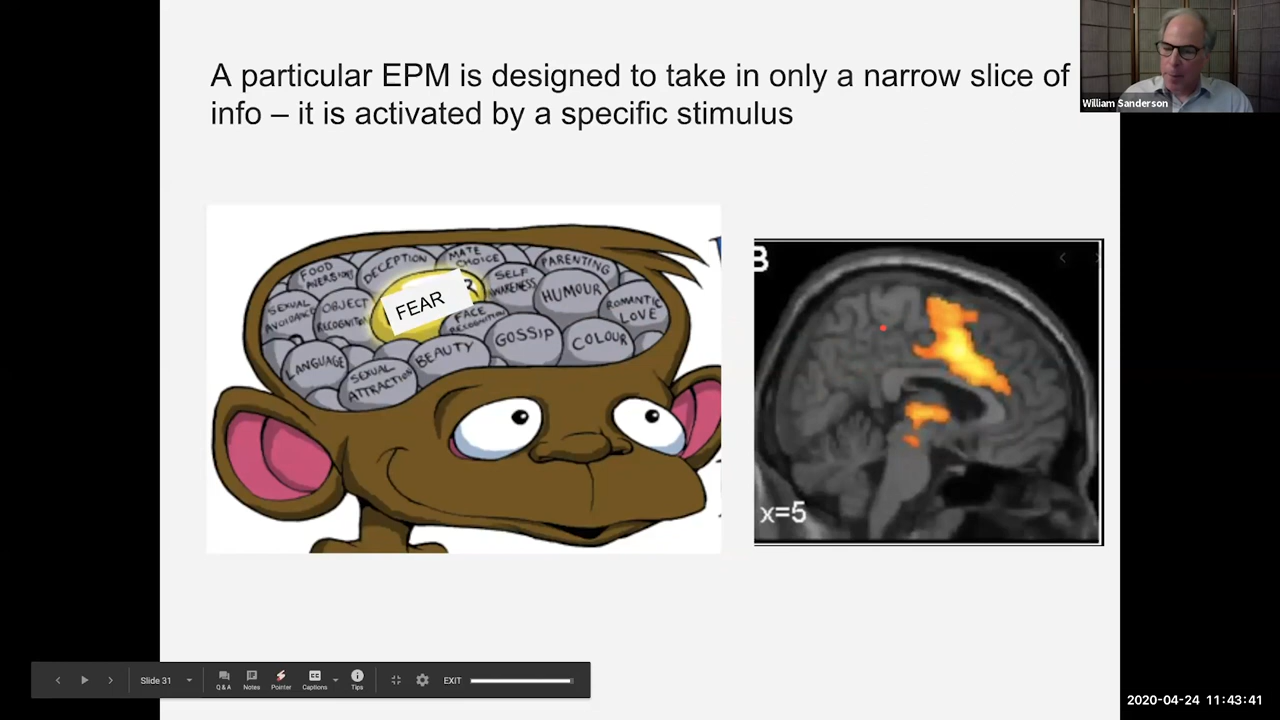 A particular EPM is designed to take in only a narrow slice of
info – it is activated by a specific stimulus
William Sanderson
FOOD
AVERSIONS
DECEPTION
MATE
CHOICE
SELF
AWARENESS
PARENTING
SEXUAL
AVOIDANCE
OBJECT
RECOGNITON
FEAR
R
FACE
RECOGNITION
HUMOUR
ROMANTIC
LOVE
LANGUAGE
SEXUAL
ATTRACTION
BEAUTY
GOSSIP
COLOUR
B
x=5
Slide 31
Q & A
Notes
Pointer
Captions
Tips
EXIT
2020-04-24 11:43:41